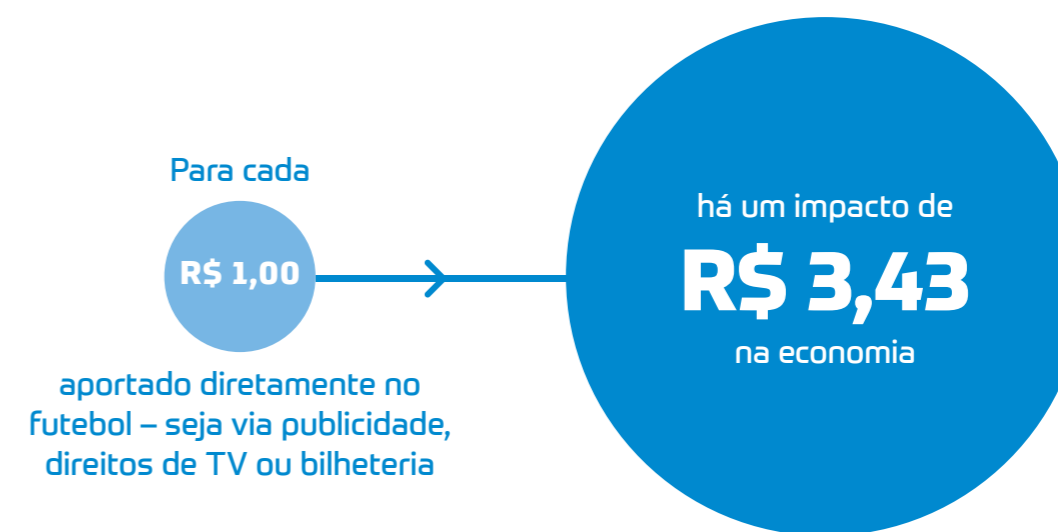 Para cada
R$ 1,00
aportado diretamente no
futebol – seja via publicidade,
direitos de TV ou bilheteria
há um impacto de
R$ 3,43
na economia